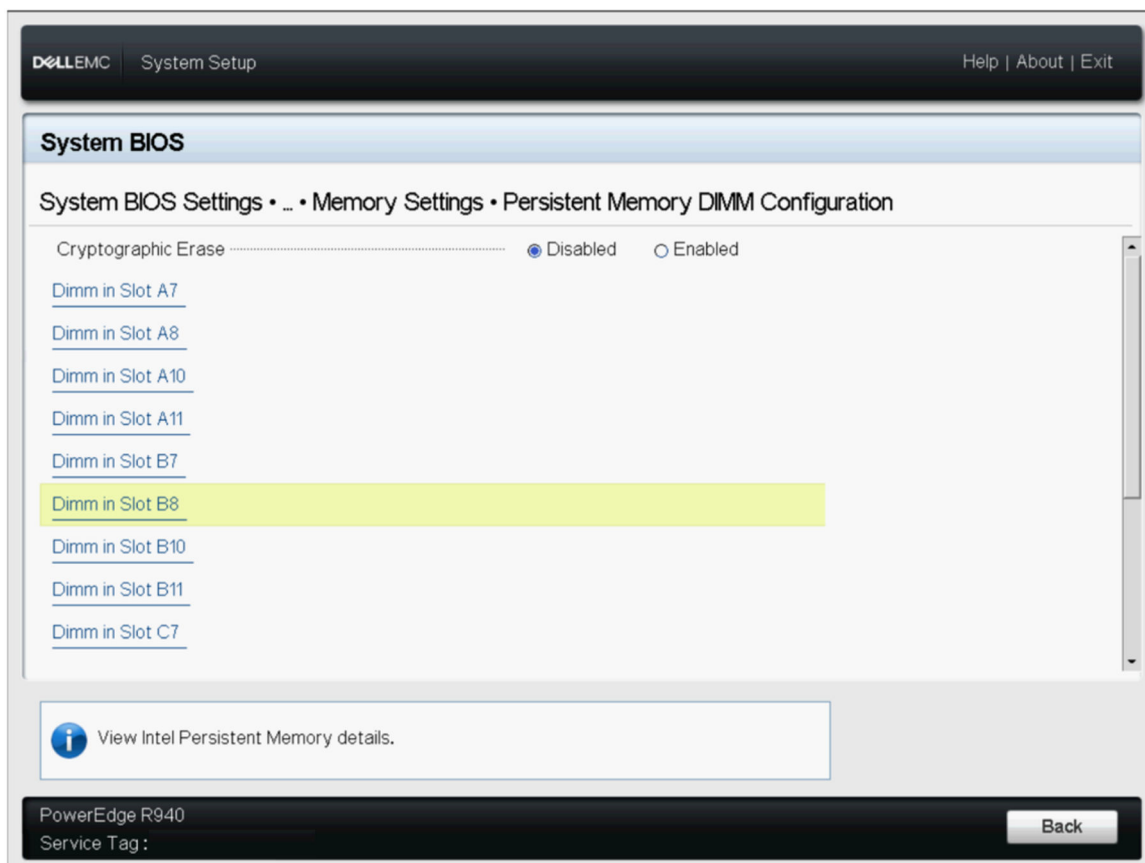 DELLEMC System Setup Help | About | Exit
System BIOS
System BIOS Settings • ... • Memory Settings • Persistent Memory DIMM Configuration
Cryptographic Erase Disabled Enabled
Dimm in Slot A7
Dimm in Slot A8
Dimm in Slot A10
Dimm in Slot A11
Dimm in Slot B7
Dimm in Slot B8
Dimm in Slot B10
Dimm in Slot B11
Dimm in Slot C7
View Intel Persistent Memory details.
PowerEdge R940
Service Tag :
Back